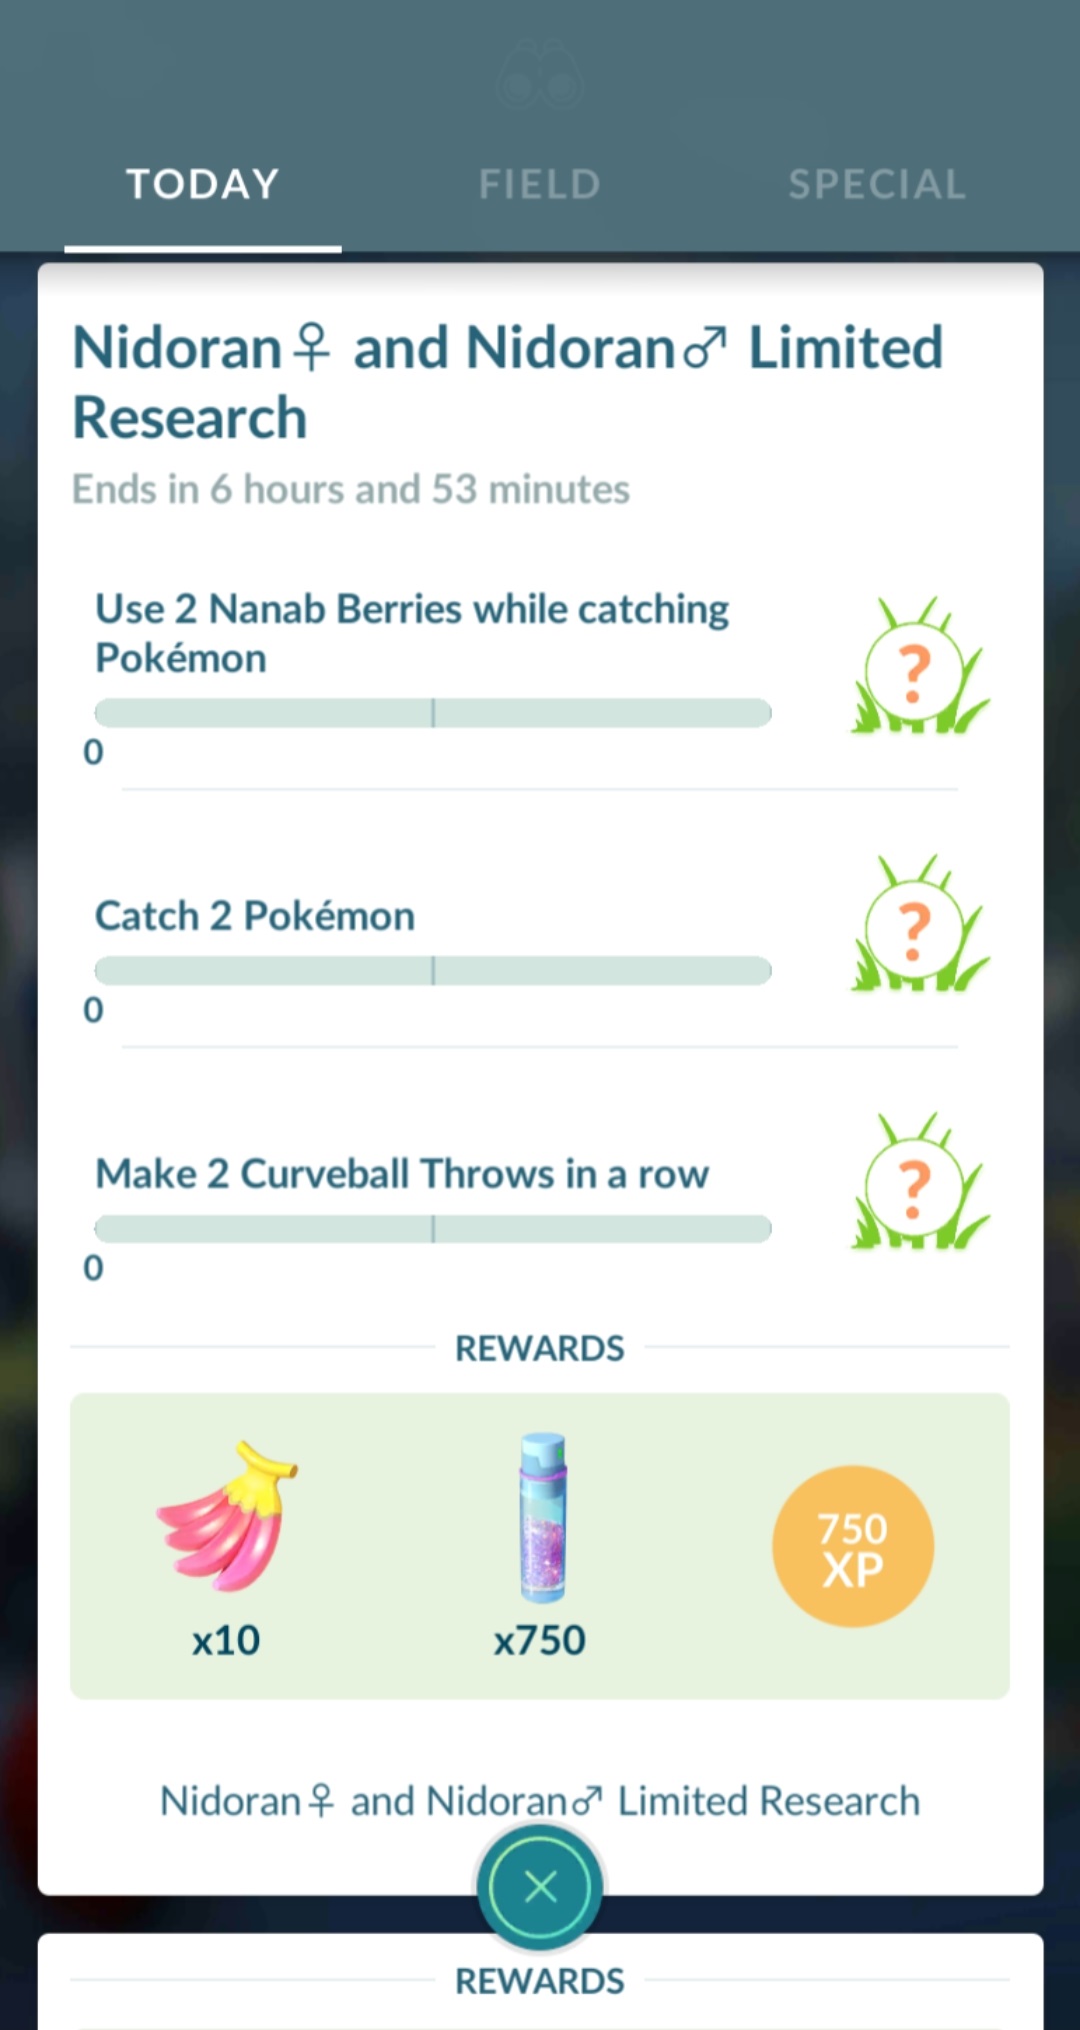 TODAY
FIELD
SPECIAL
Nidoran♀ and Nidoran♂ Limited
Research
Ends in 6 hours and 53 minutes
Use 2 Nanab Berries while catching
Pokémon
?
0
Catch 2 Pokémon
?
0
Make 2 Curveball Throws in a row
?
0
REWARDS
750
XP
x10
x750
Nidoran♀ and Nidoran♂ Limited Research
REWARDS